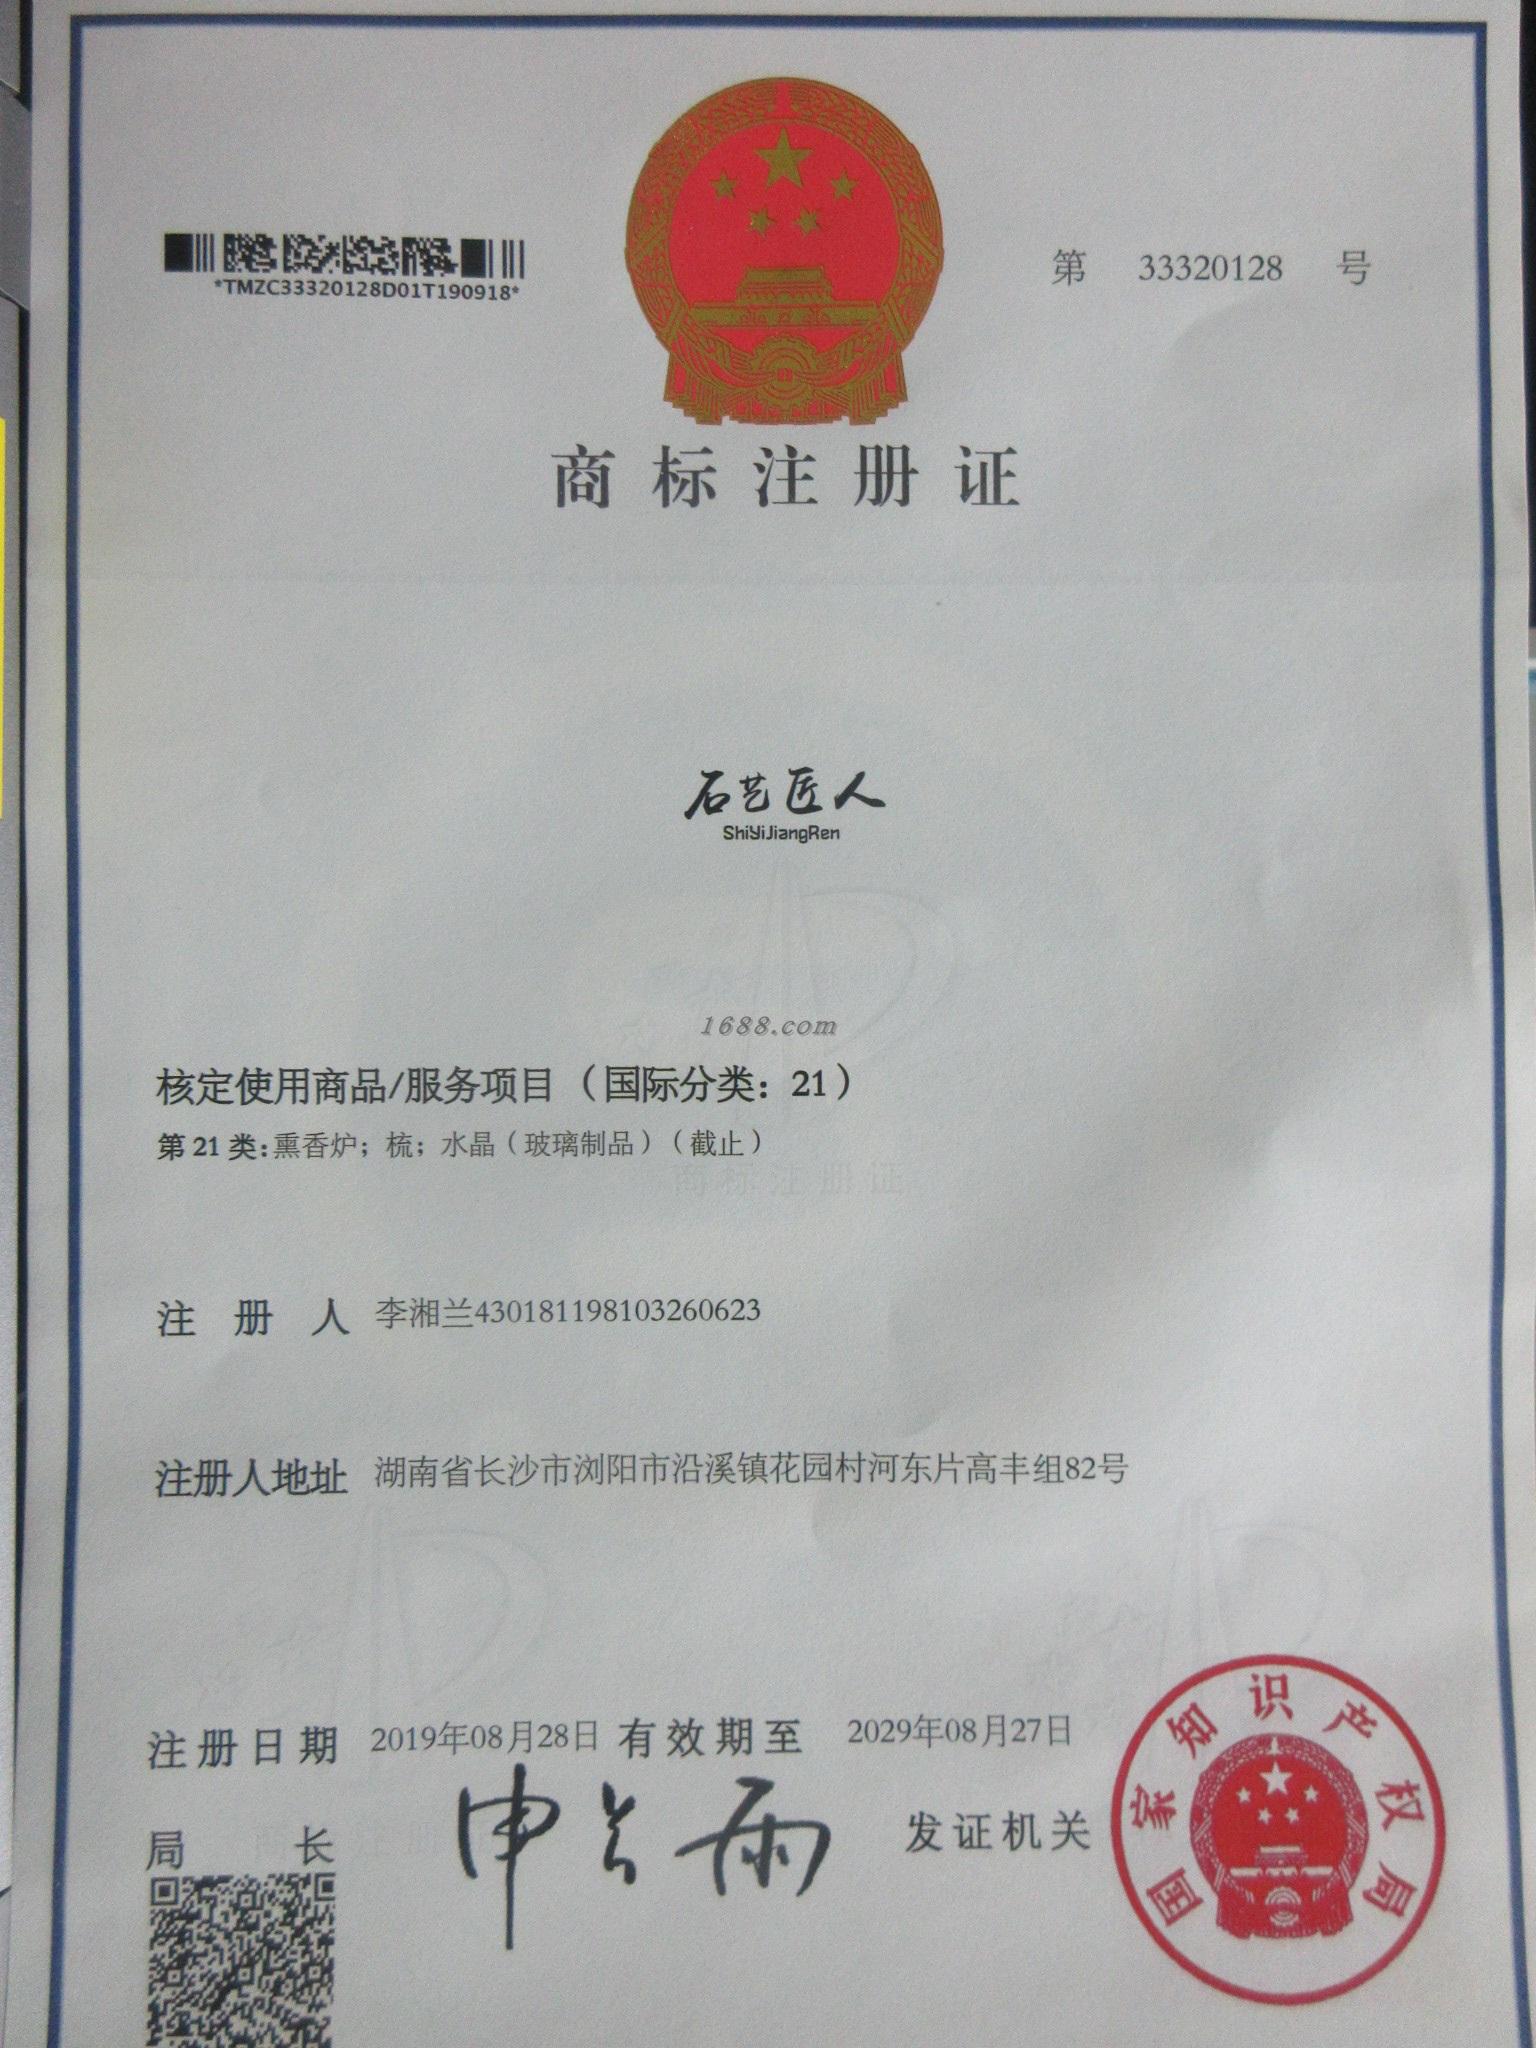 *TMZC33320128D01T190918*
第 33320128 号
商标注册证
石艺匠人
ShiYiJiangRen
1688.com
核定使用商品/服务项目（国际分类：21）
第21类：熏香炉；梳；水晶（玻璃制品）（截止）
商标注册证
注册人 李湘兰430181198103260623
注册人地址 湖南省长沙市浏阳市沿溪镇花园村河东片高丰组82号
注册日期 2019年08月28日 有效期至 2029年08月27日
局长 申长雨 发证机关
国家知识产权局